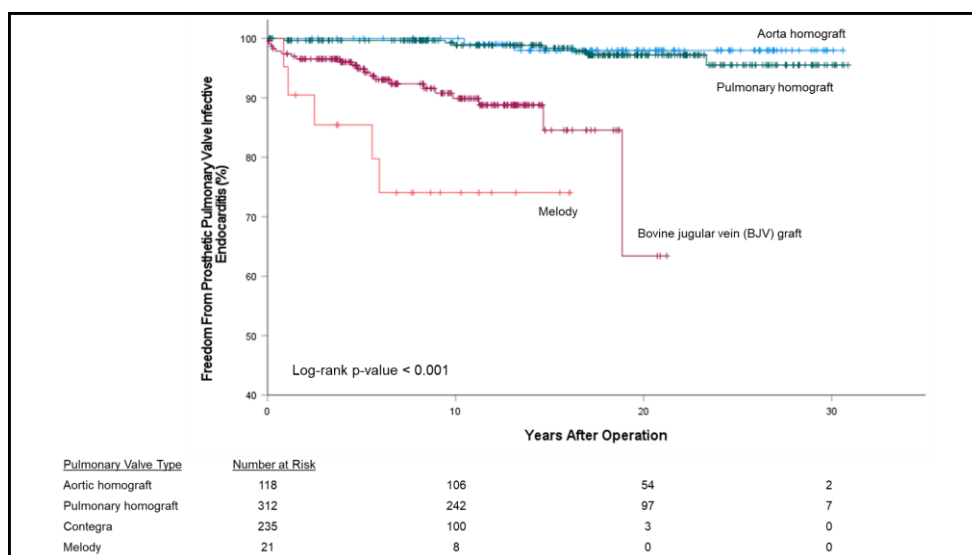 Freedom From Prosthetic Pulmonary Valve Infective
Endocarditis (%)
100
90
80
70
60
50
40
Aorta homograft
Pulmonary homograft
Melody
Bovine jugular vein (BJV) graft
Log-rank p-value < 0.001
0 10 20 30
Years After Operation
Pulmonary Valve Type Number at Risk
Aortic homograft 118 106 54 2
Pulmonary homograft 312 242 97 7
Contegra 235 100 3 0
Melody 21 8 0 0